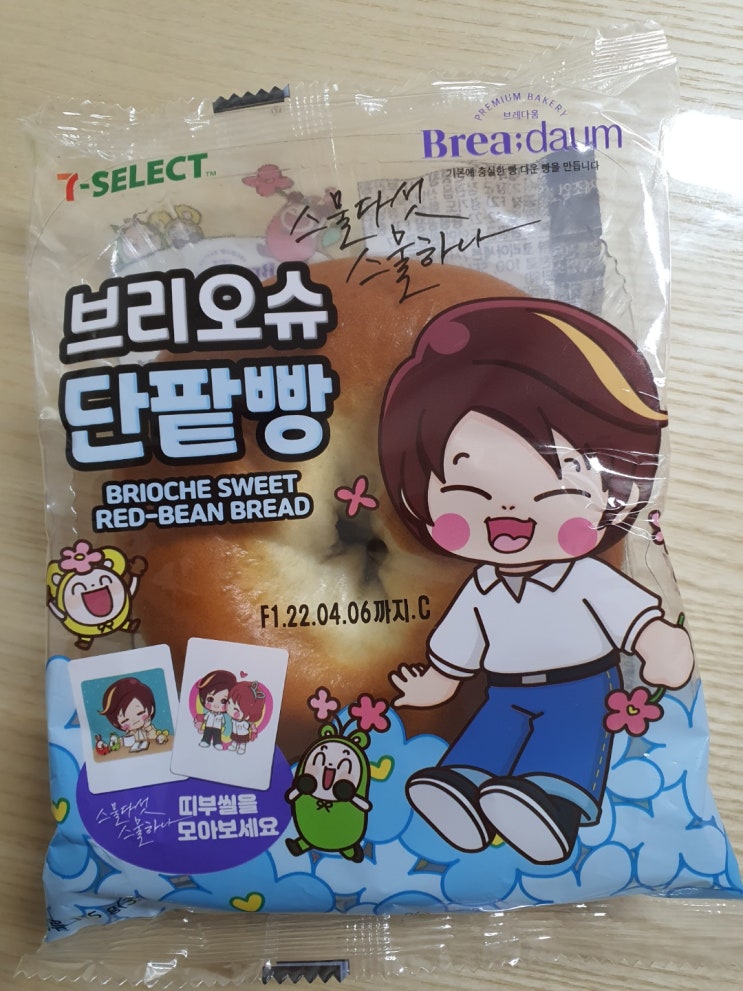 7-SELECT™
PREMIUM BAKERY
브레다움
Brea;daum
기본에 충실한 빵 다운 빵을 만듭니다
스물다섯
스물하나
브리오슈
단팥빵
BRIOCHE SWEET
RED-BEAN BREAD
F1.22.04.06까지.C
스물다섯
스물하나
띠부씰을
모아보세요